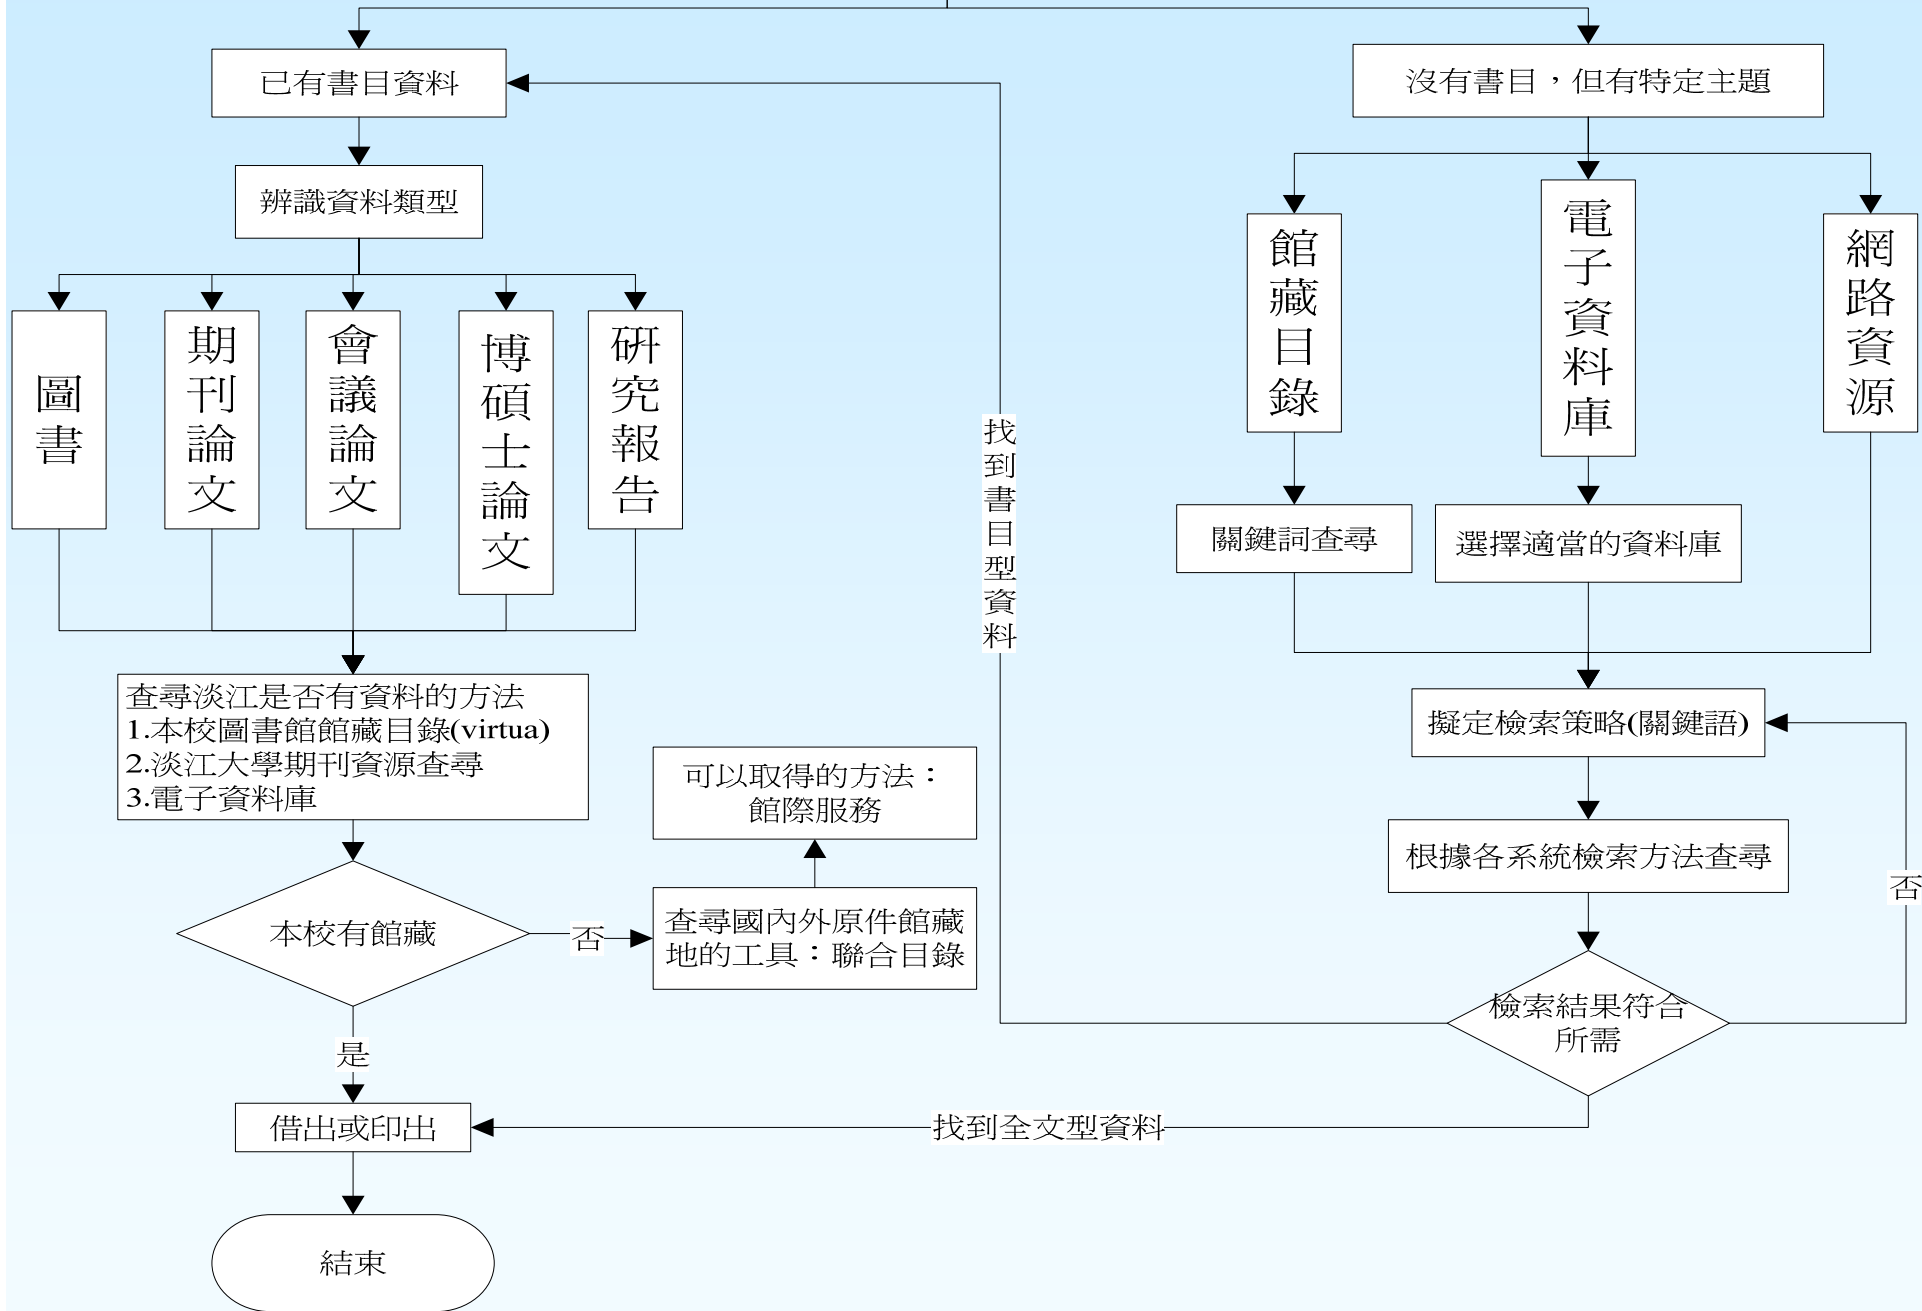 已有書目資料
沒有書目，但有特定主題
辨識資料類型
圖書
期刊論文
會議論文
博碩士論文
研究報告
館藏目錄
電子資料庫
網路資源
關鍵詞查尋
選擇適當的資料庫
找到書目型資料
查尋淡江是否有資料的方法
1.本校圖書館館藏目錄(virtua)
2.淡江大學期刊資源查尋
3.電子資料庫
擬定檢索策略(關鍵語)
可以取得的方法：
館際服務
根據各系統檢索方法查尋
否
本校有館藏
否
查尋國內外原件館藏
地的工具：聯合目錄
檢索結果符合
所需
是
借出或印出
找到全文型資料
結束